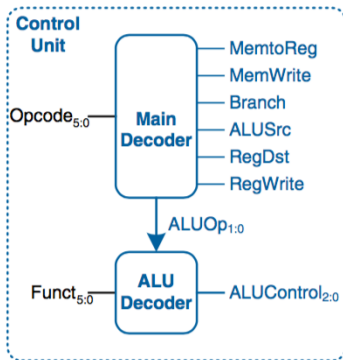 Control
Unit
MemtoReg
MemWrite
Branch
ALUSrc
RegDst
RegWrite
Opcode5:0
Main
Decoder
ALUOp1:0
Funct5:0
ALU
Decoder
ALUControl2:0